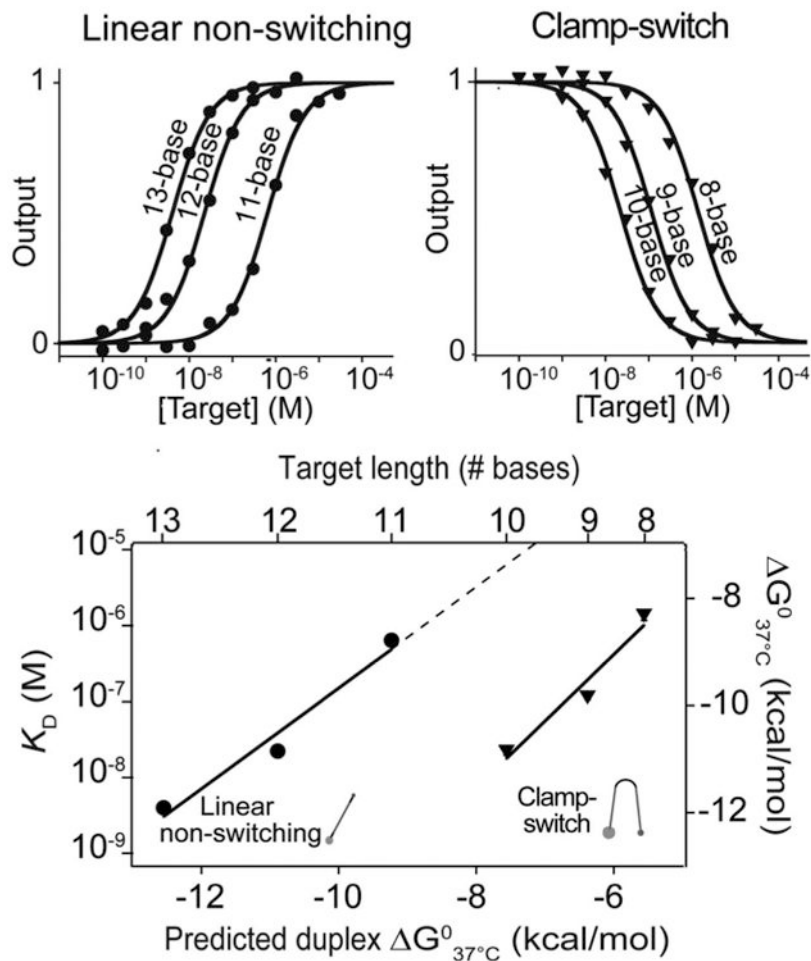 Linear non-switching
Clamp-switch
1
Output
0
13-base
12-base
11-base
10⁻¹⁰ 10⁻⁸ 10⁻⁶ 10⁻⁴
[Target] (M)
1
Output
0
10-base
9-base
8-base
10⁻¹⁰ 10⁻⁸ 10⁻⁶ 10⁻⁴
[Target] (M)
Target length (# bases)
13 12 11 10 9 8
10⁻⁵
10⁻⁶
10⁻⁷
10⁻⁸
10⁻⁹
K_D (M)
Linear
non-switching
Clamp-
switch
-8
-10
-12
ΔG⁰₃₇°C (kcal/mol)
-12 -10 -8 -6
Predicted duplex ΔG⁰₃₇°C (kcal/mol)